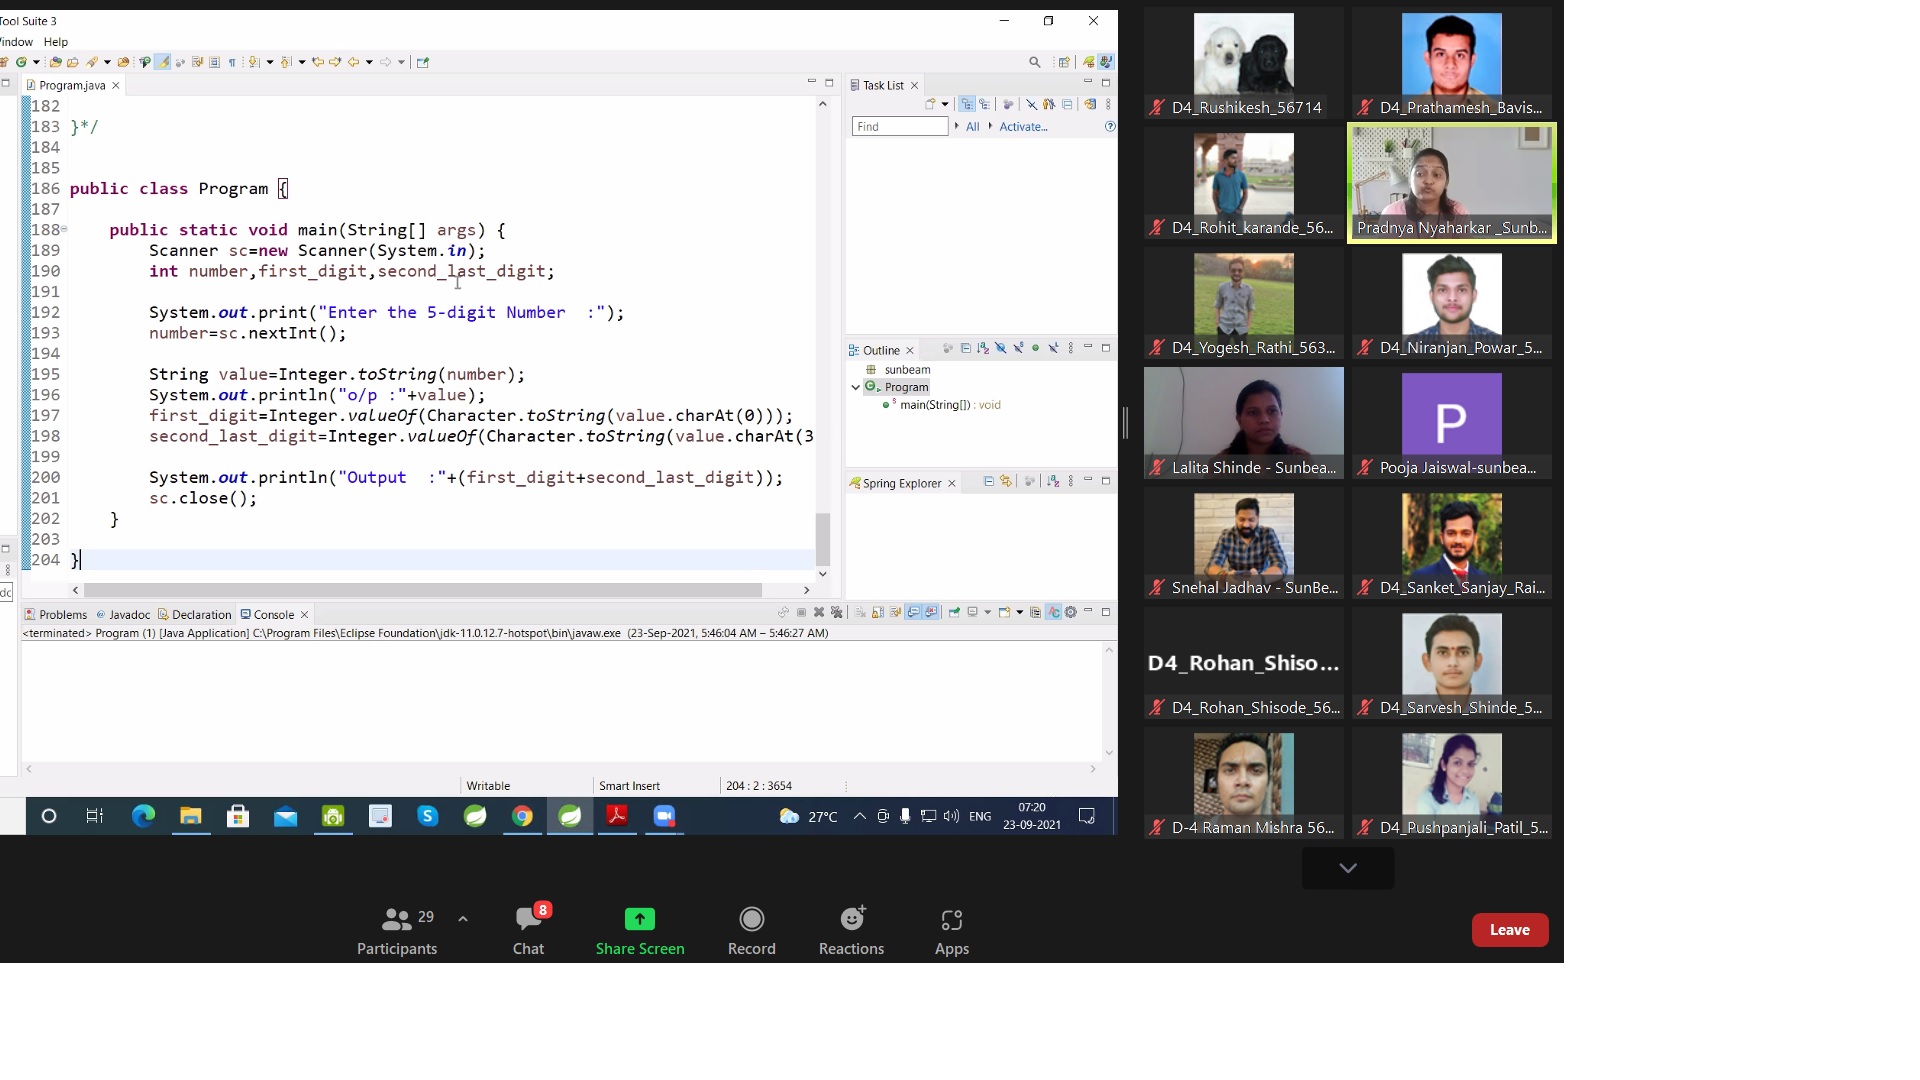 Tool Suite 3
Window Help
Program.java
182
183 }*/
184
185
186 public class Program {
187
188 public static void main(String[] args) {
189 Scanner sc=new Scanner(System.in);
190 int number,first_digit,second_last_digit;
191
192 System.out.print("Enter the 5-digit Number  :");
193 number=sc.nextInt();
194
195 String value=Integer.toString(number);
196 System.out.println("o/p :"+value);
197 first_digit=Integer.valueOf(Character.toString(value.charAt(0)));
198 second_last_digit=Integer.valueOf(Character.toString(value.charAt(3
199
200 System.out.println("Output  :"+(first_digit+second_last_digit));
201 sc.close();
202 }
203
204 }
Task List
Find All Activate...
Outline
sunbeam
Program
main(String[]) : void
Spring Explorer
Problems @ Javadoc Declaration Console
<terminated> Program (1) [Java Application] C:\Program Files\Eclipse Foundation\jdk-11.0.12.7-hotspot\bin\javaw.exe (23-Sep-2021, 5:46:04 AM – 5:46:27 AM)
Writable Smart Insert 204 : 2 : 3654
27°C ENG 07:20
23-09-2021
D4_Rushikesh_56714
D4_Prathamesh_Bavis...
D4_Rohit_karande_56...
Pradnya Nyaharkar _Sunb...
D4_Yogesh_Rathi_563...
D4_Niranjan_Powar_5...
P
Lalita Shinde - Sunbea...
Pooja Jaiswal-sunbea...
Snehal Jadhav - SunBe...
D4_Sanket_Sanjay_Rai...
D4_Rohan_Shiso...
D4_Rohan_Shisode_56...
D4_Sarvesh_Shinde_5...
D-4 Raman Mishra 56...
D4_Pushpanjali_Patil_5...
29
8
Participants Chat Share Screen Record Reactions Apps
Leave